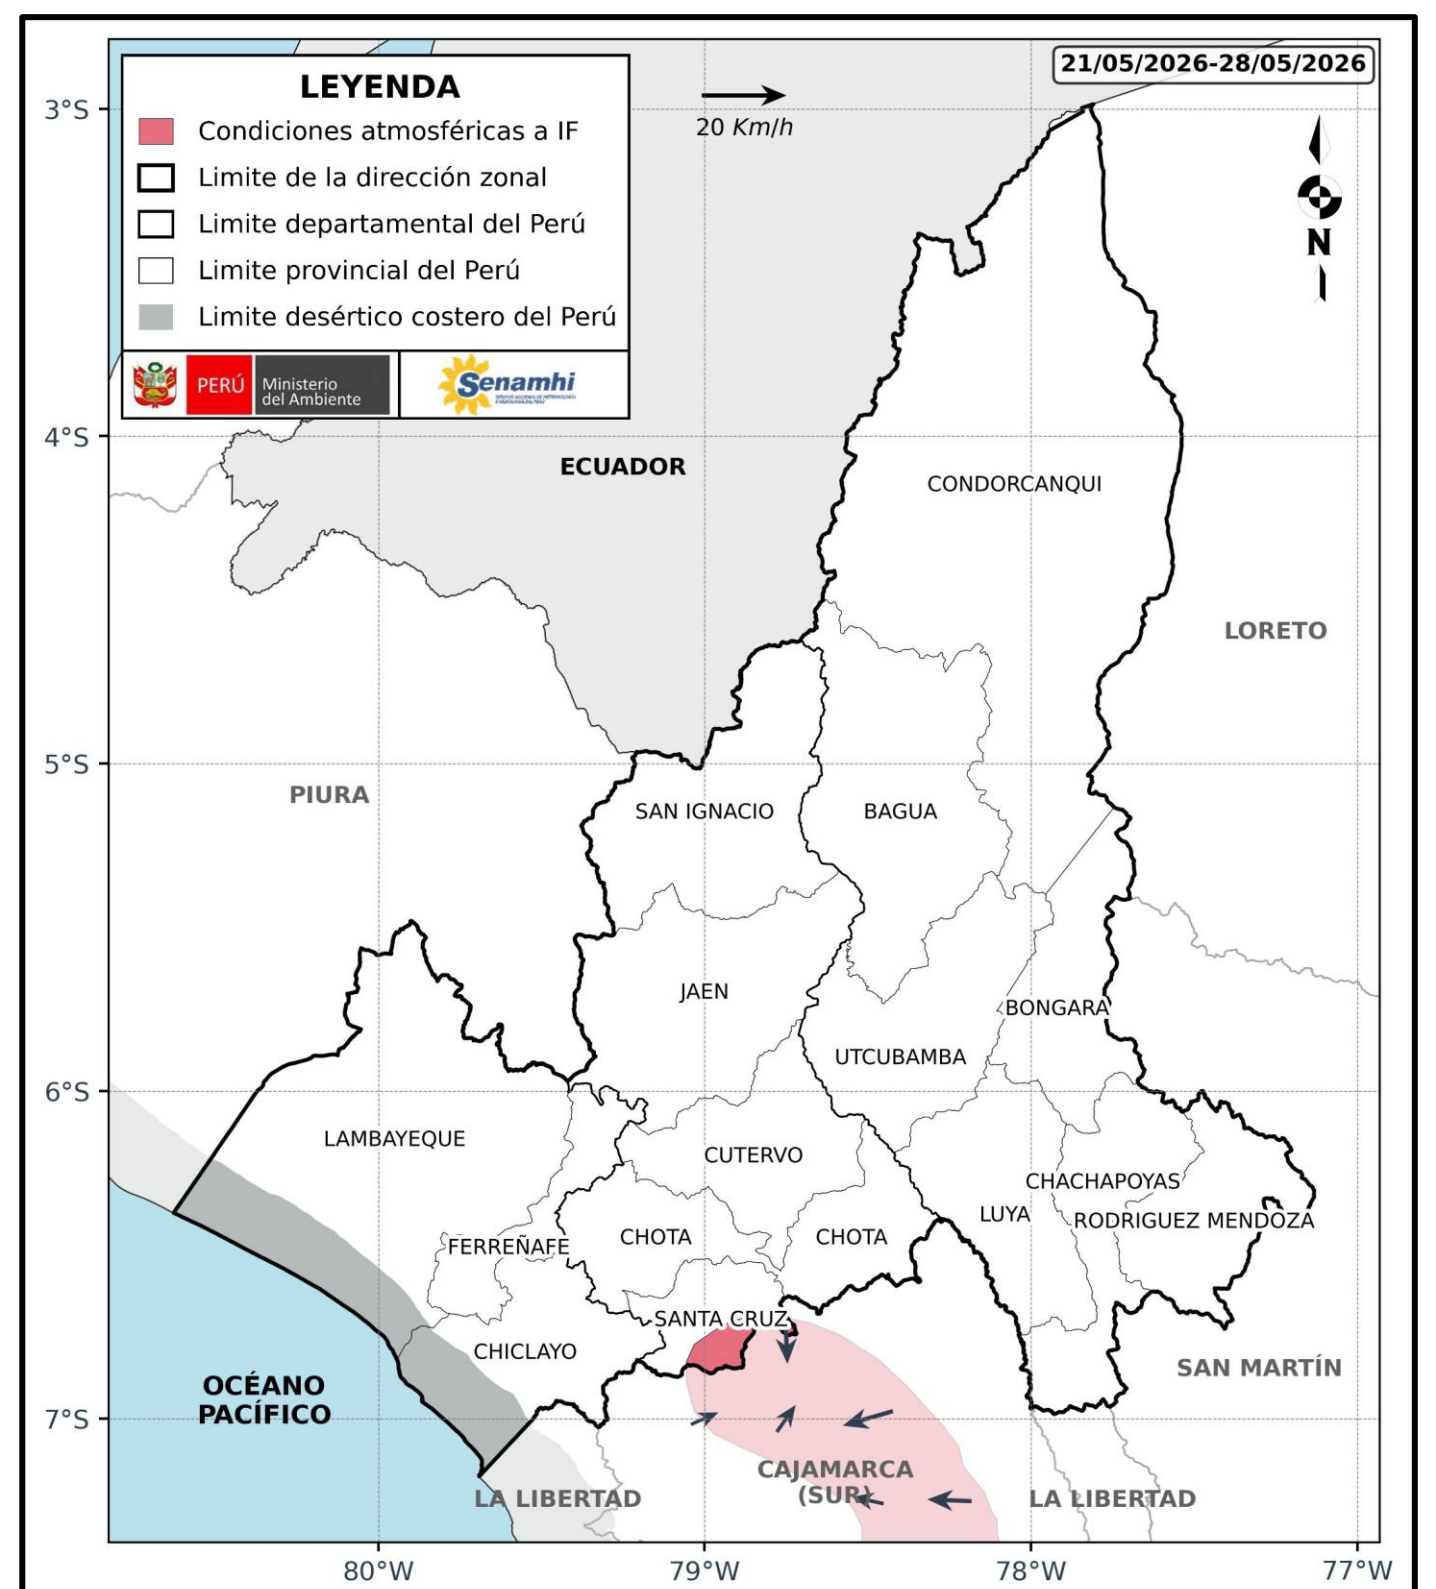 21/05/2026-28/05/2026
LEYENDA
Condiciones atmosféricas a IF
Limite de la dirección zonal
Limite departamental del Perú
Limite provincial del Perú
Limite desértico costero del Perú
PERÚ
Ministerio
del Ambiente
Senamhi
20 Km/h
N
3°S
4°S
5°S
6°S
7°S
ECUADOR
CONDORCANQUI
LORETO
PIURA
SAN IGNACIO
BAGUA
JAEN
BONGARA
UTCUBAMBA
LAMBAYEQUE
CUTERVO
CHACHAPOYAS
LUYA
RODRIGUEZ MENDOZA
FERREÑAFE
CHOTA
CHOTA
SANTA CRUZ
CHICLAYO
SAN MARTÍN
OCÉANO
PACÍFICO
CAJAMARCA
(SUR)
LA LIBERTAD
LA LIBERTAD
80°W
79°W
78°W
77°W